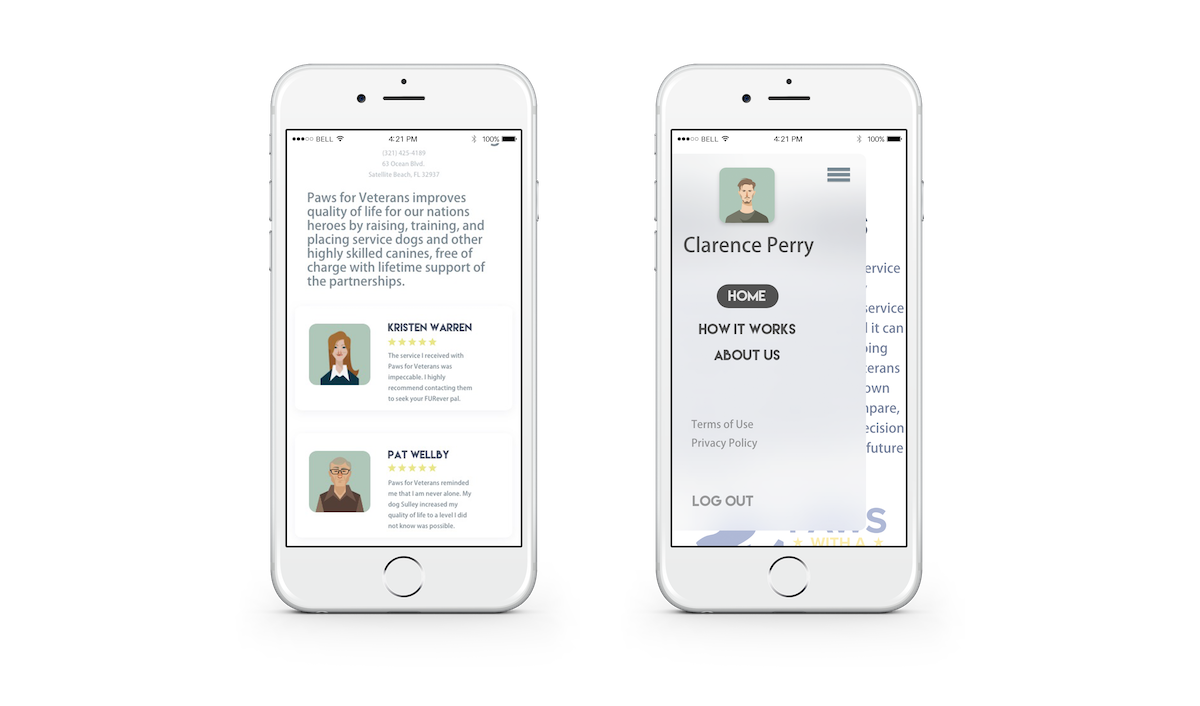 BELL
4:21 PM
100%
(321) 425-4189
63 Ocean Blvd.
Satellite Beach, FL 32937
Paws for Veterans improves
quality of life for our nations
heroes by raising, training, and
placing service dogs and other
highly skilled canines, free of
charge with lifetime support of
the partnerships.
KRISTEN WARREN
The service I received with
Paws for Veterans was
impeccable, I highly
recommend contacting them
to seek your FURever pal.
PAT WELLBY
Paws for Veterans reminded
me that I am never alone. My
dog Sulley increased my
quality of life to a level I did
not know was possible.
BELL
4:21 PM
100%
Clarence Perry
HOME
HOW IT WORKS
ABOUT US
Terms of Use
Privacy Policy
LOG OUT
service
it can
future
PAWS
WITH A